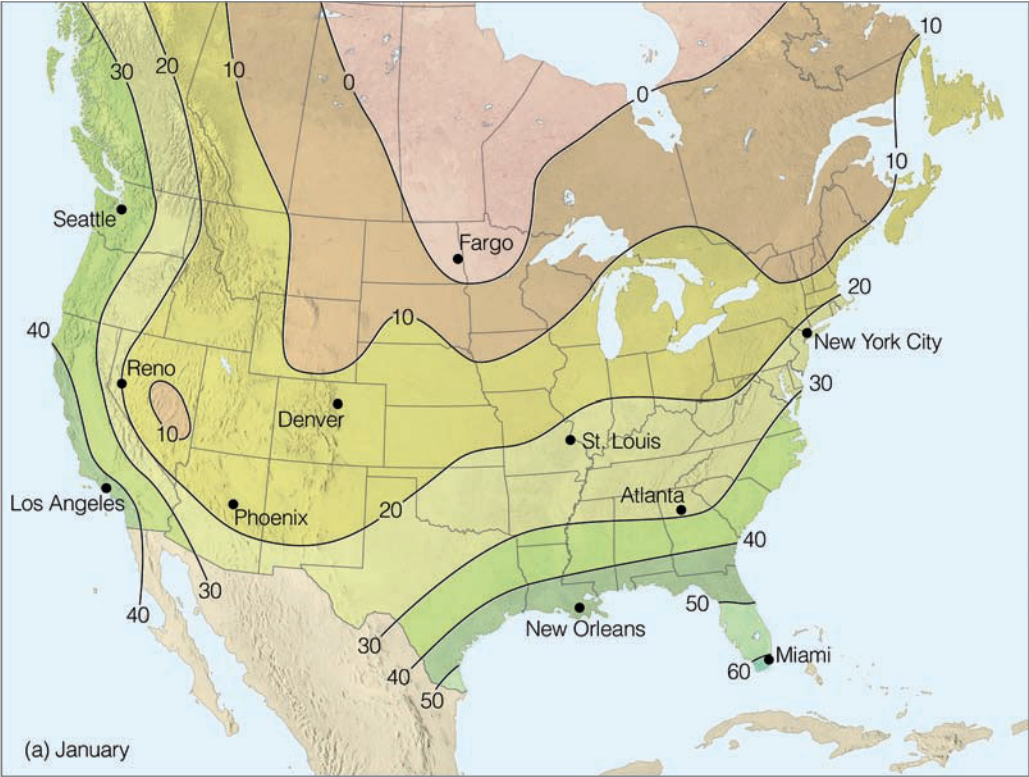 10
30
20
10
0
0
10
Seattle
Fargo
20
40
10
New York City
Reno
30
Denver
10
St. Louis
Los Angeles
Atlanta
Phoenix
20
40
30
50
40
New Orleans
30
Miami
60
40
50
(a) January